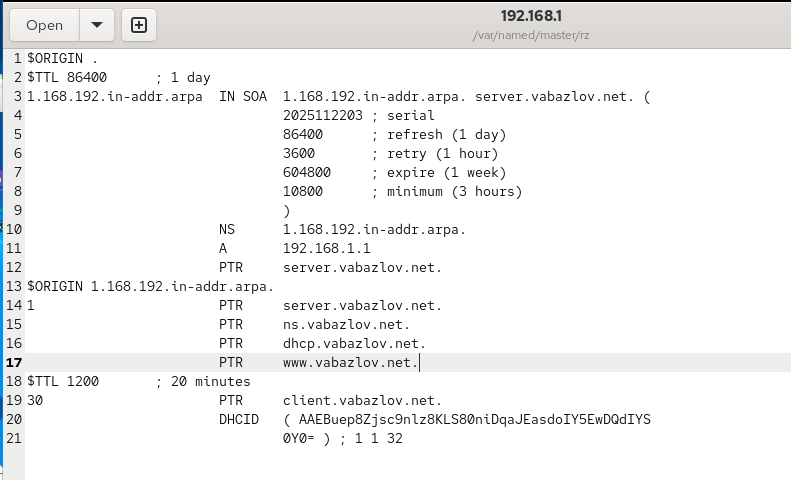 Open
192.168.1
/var/named/master/rz
1 $ORIGIN .
2 $TTL 86400      ; 1 day
3 1.168.192.in-addr.arpa  IN SOA  1.168.192.in-addr.arpa. server.vabazlov.net. (
4                                 2025112203 ; serial
5                                 86400      ; refresh (1 day)
6                                 3600       ; retry (1 hour)
7                                 604800     ; expire (1 week)
8                                 10800      ; minimum (3 hours)
9                                 )
10                         NS      1.168.192.in-addr.arpa.
11                         A       192.168.1.1
12                         PTR     server.vabazlov.net.
13 $ORIGIN 1.168.192.in-addr.arpa.
14 1                       PTR     server.vabazlov.net.
15                         PTR     ns.vabazlov.net.
16                         PTR     dhcp.vabazlov.net.
17                         PTR     www.vabazlov.net.
18 $TTL 1200       ; 20 minutes
19 30                      PTR     client.vabazlov.net.
20                         DHCID   ( AAEBuep8Zjsc9nlz8KLS80niDqaJEasdoIY5EwDQdIYS
21                                 0Y0= ) ; 1 1 32